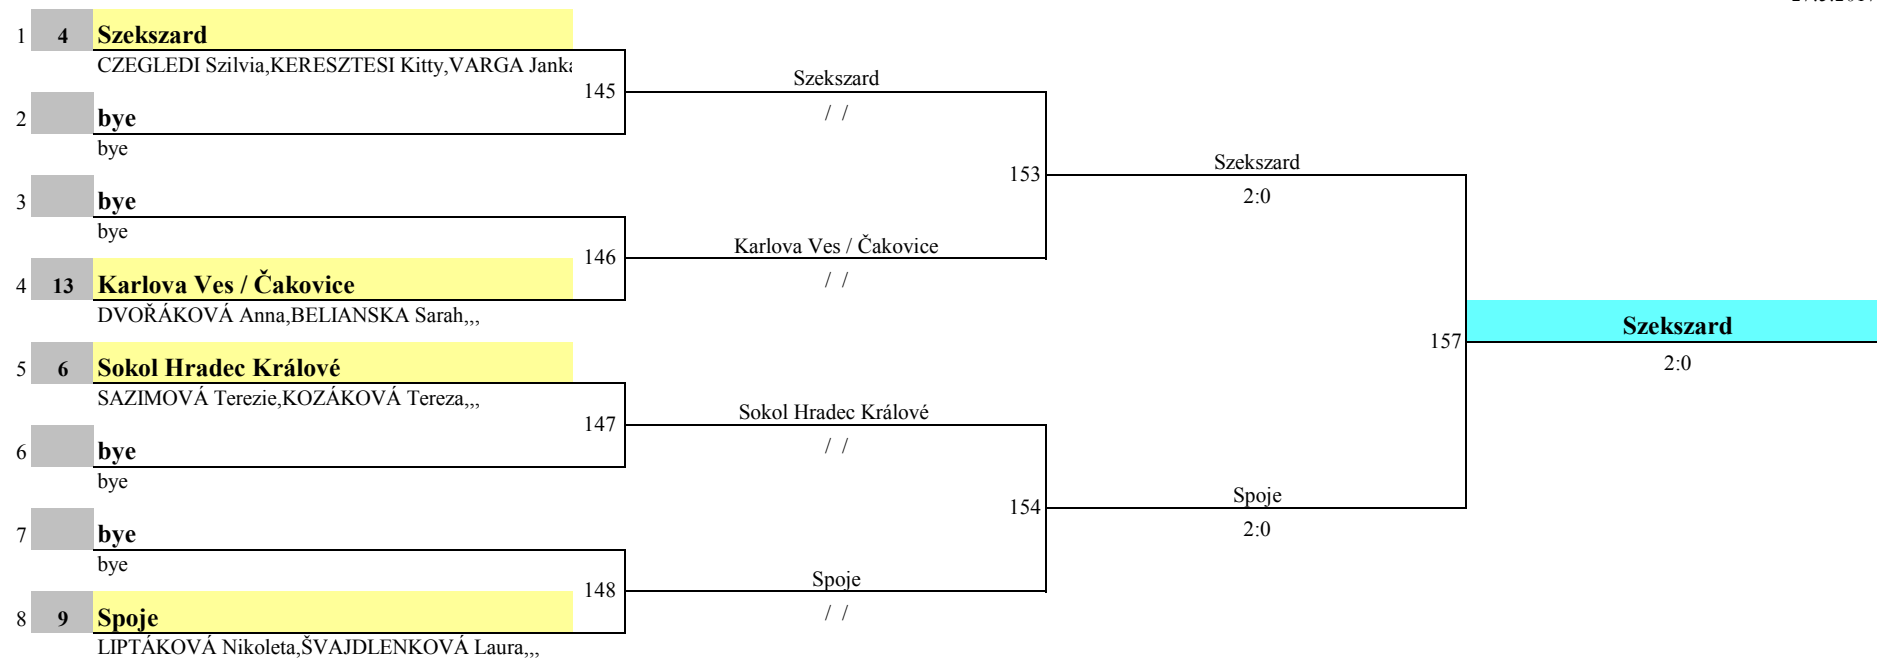 1 4 Szekszard
CZEGLEDI Szilvia,KERESZTESI Kitty,VARGA Janka
145
Szekszard
/ /
2 bye
bye
153
Szekszard
2:0
3 bye
bye
146
Karlova Ves / Čakovice
/ /
4 13 Karlova Ves / Čakovice
DVOŘÁKOVÁ Anna,BELIANSKA Sarah,,,
157
Szekszard
2:0
5 6 Sokol Hradec Králové
SAZIMOVÁ Terezie,KOZÁKOVÁ Tereza,,,
147
Sokol Hradec Králové
/ /
6 bye
bye
154
Spoje
2:0
7 bye
bye
148
Spoje
/ /
8 9 Spoje
LIPTÁKOVÁ Nikoleta,ŠVAJDLENKOVÁ Laura,,,